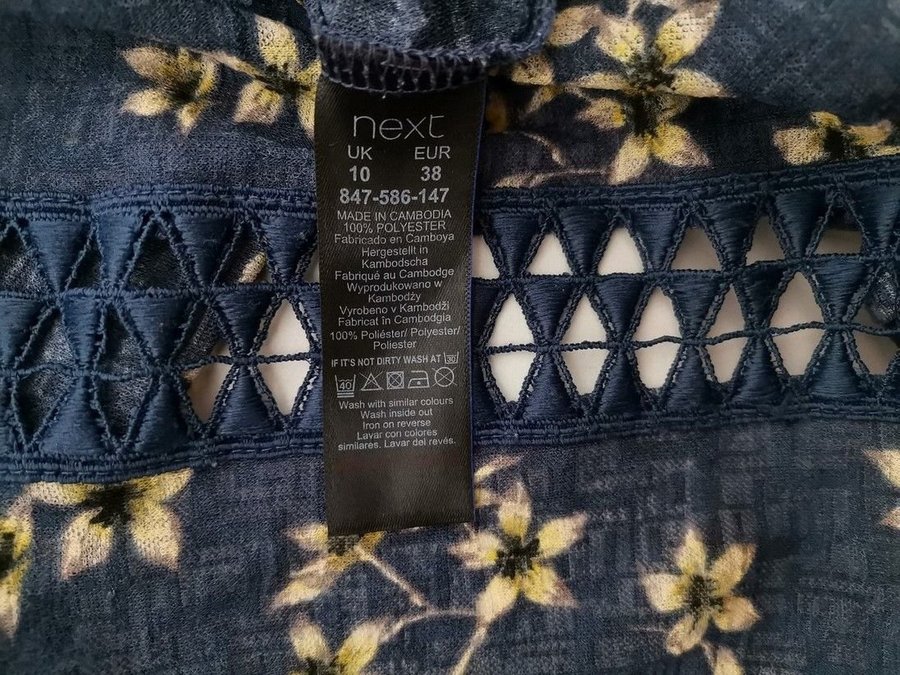 next
UK EUR
10 38
847-586-147
MADE IN CAMBODIA
100% POLYESTER
Fabricado en Camboya
Hergestellt in
Kambodscha
Fabriqué au Cambodge
Wyprodukowano w
Kambodży
Vyrobeno v Kambodži
Fabricat în Cambodgia
100% Poliéster/ Polyester/
Poliester
IF IT'S NOT DIRTY WASH AT 30
40
Wash with similar colours
Wash inside out
Iron on reverse
Lavar con colores
similares. Lavar del revés.